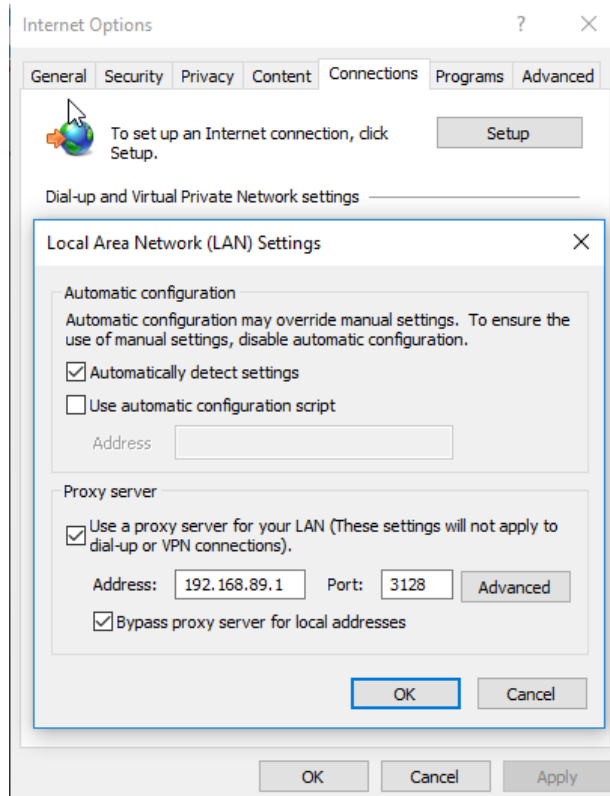 Internet Options
?
General Security Privacy Content Connections Programs Advanced
To set up an Internet connection, click
Setup.
Setup
Dial-up and Virtual Private Network settings
Local Area Network (LAN) Settings
Automatic configuration
Automatic configuration may override manual settings. To ensure the
use of manual settings, disable automatic configuration.
Automatically detect settings
Use automatic configuration script
Address
Proxy server
Use a proxy server for your LAN (These settings will not apply to
dial-up or VPN connections).
Address: 192.168.89.1 Port: 3128 Advanced
Bypass proxy server for local addresses
OK Cancel
OK Cancel Apply